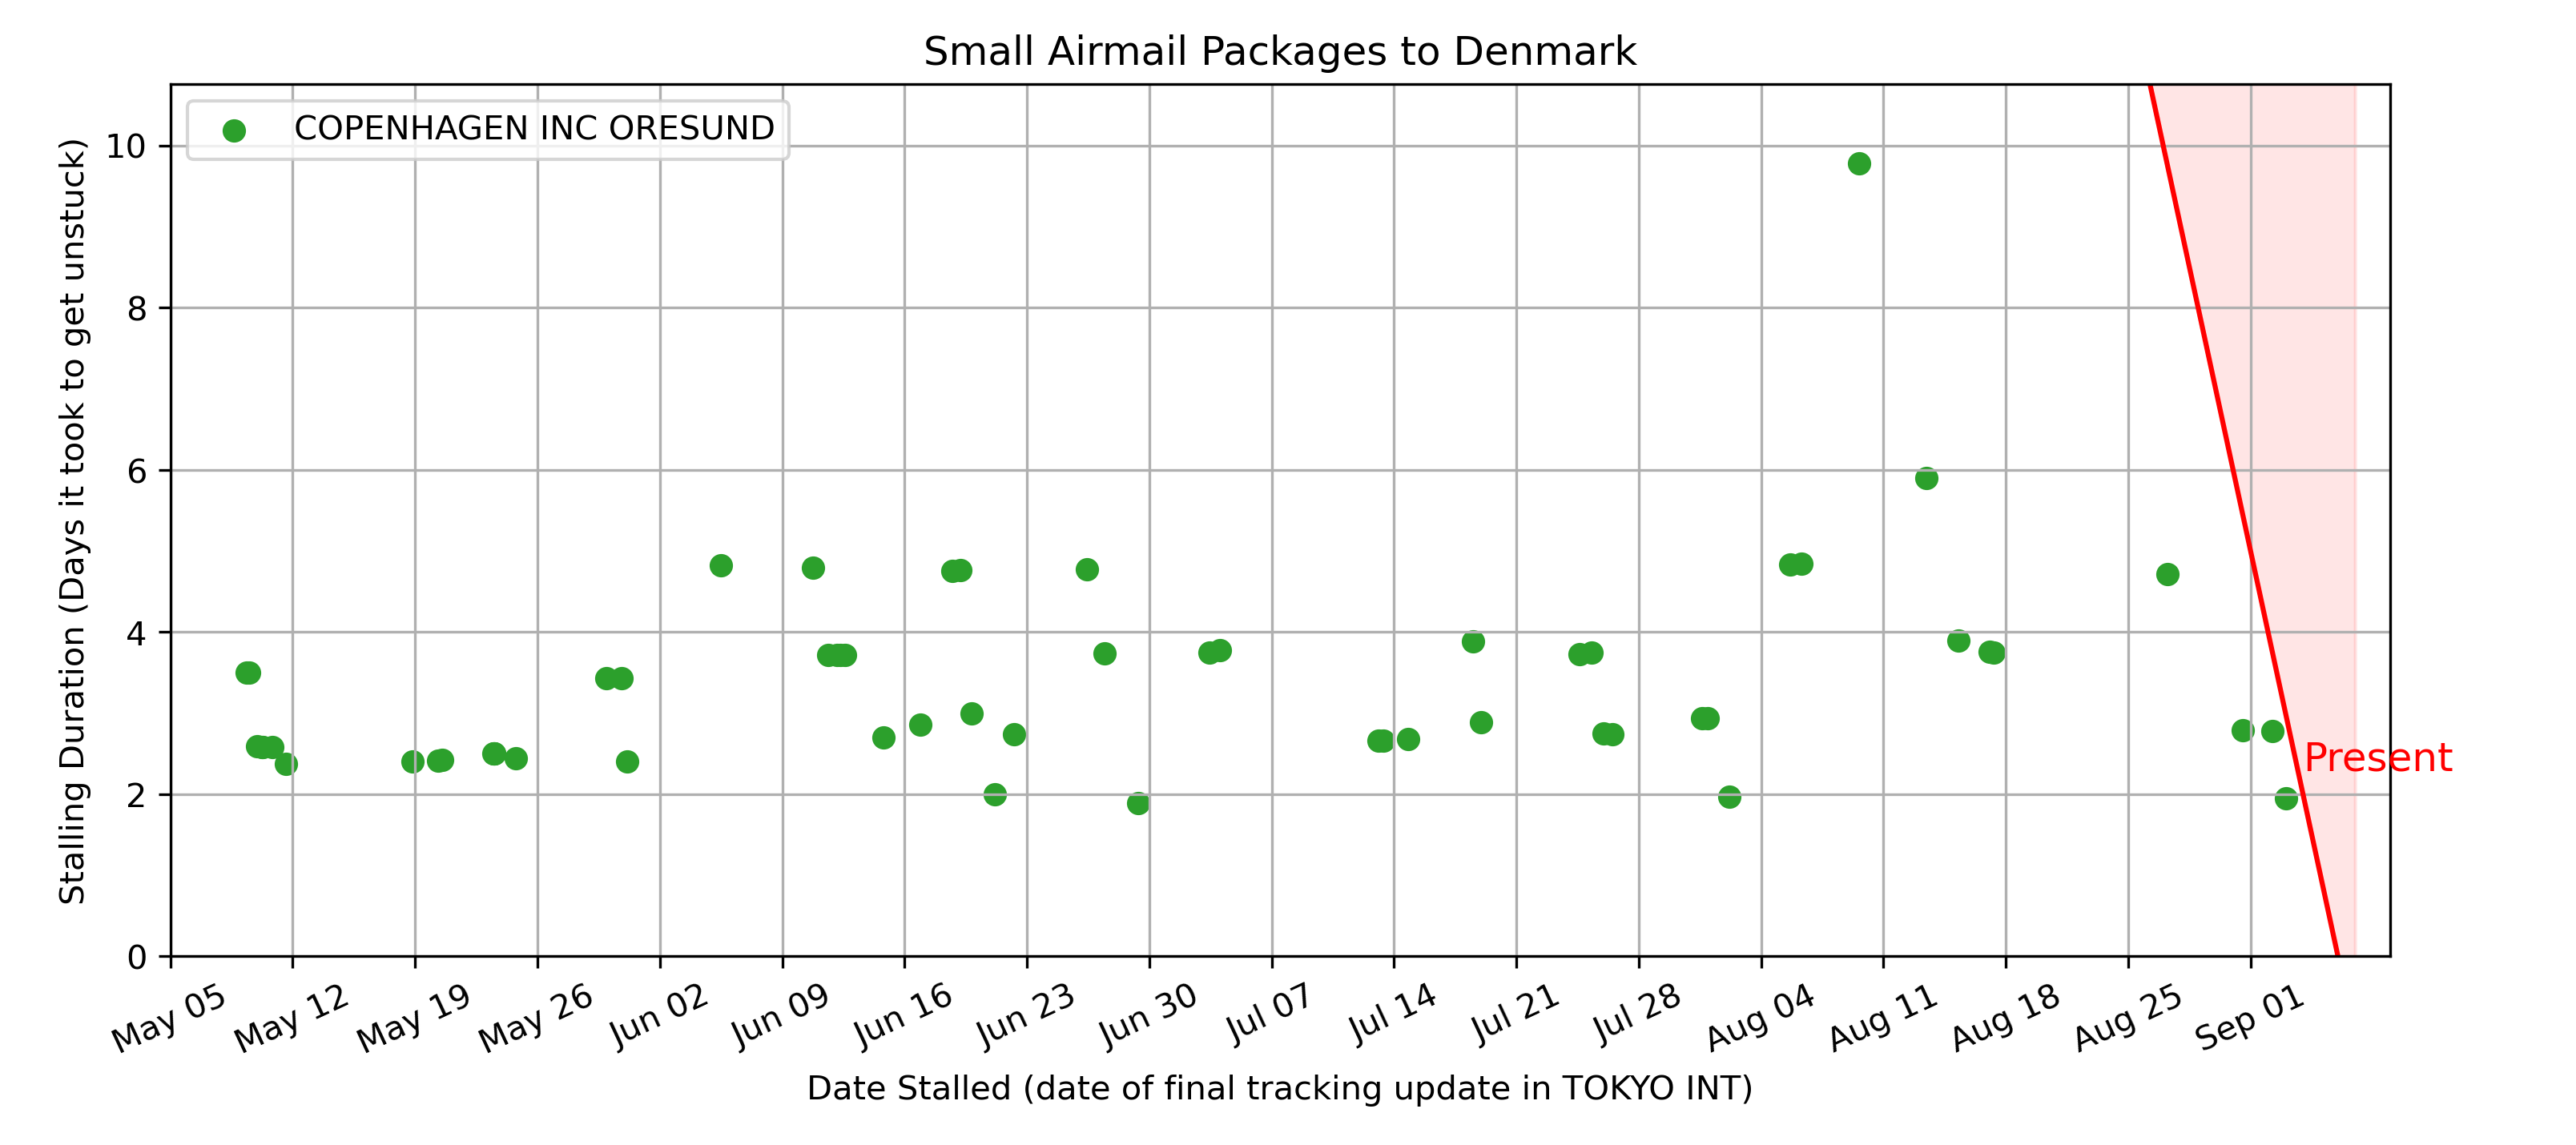 Small Airmail Packages to Denmark
COPENHAGEN INC ORESUND
Stalling Duration (Days it took to get unstuck)
10
8
6
4
2
0
Present
May 05
May 12
May 19
May 26
Jun 02
Jun 09
Jun 16
Jun 23
Jun 30
Jul 07
Jul 14
Jul 21
Jul 28
Aug 04
Aug 11
Aug 18
Aug 25
Sep 01
Date Stalled (date of final tracking update in TOKYO INT)